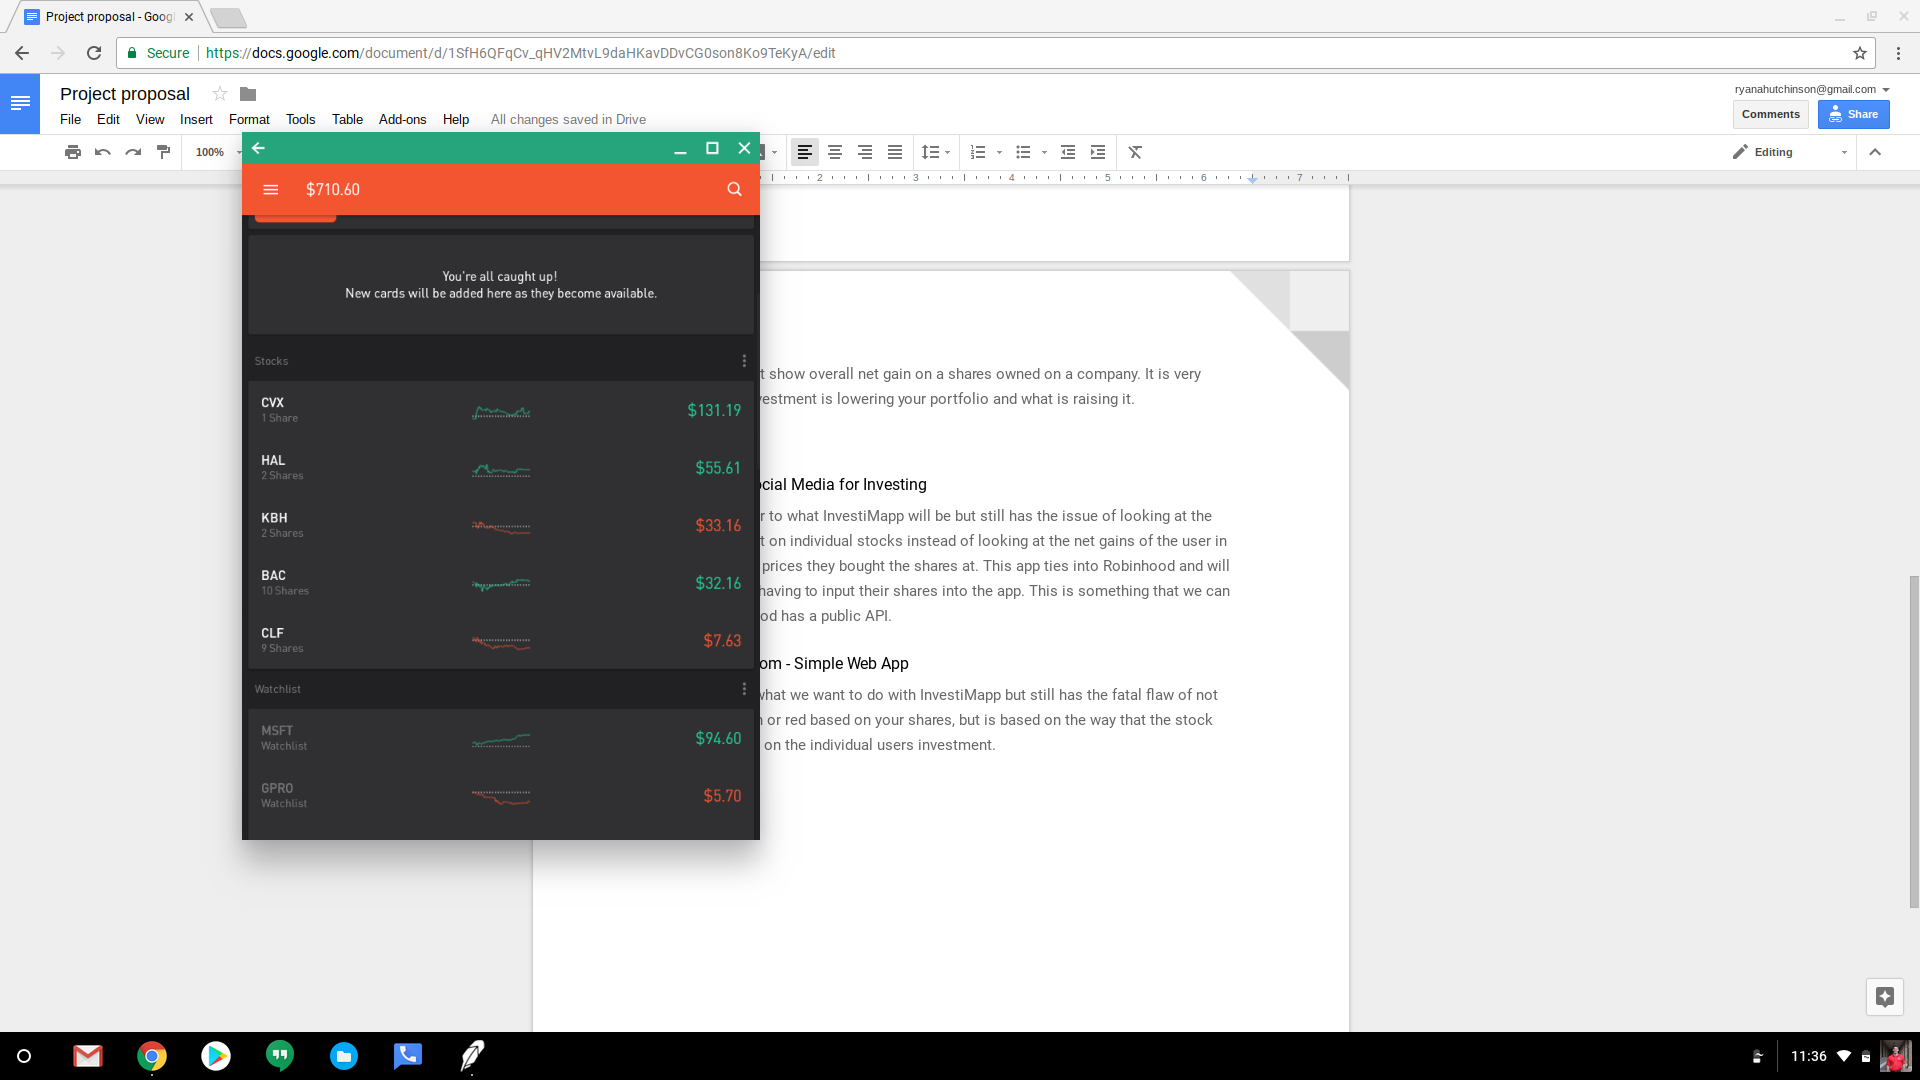 Project proposal - Goog
Secure
https://docs.google.com/document/d/1SfH6QFqCv_qHV2MtvL9daHKavDDvCG0son8Ko9TeKyA/edit
Project proposal
ryanahutchinson@gmail.com
File Edit View Insert Format Tools Table Add-ons Help All changes saved in Drive
Comments
Share
100%
Editing
2 3 4 5 6 7
$710.60
You're all caught up!
New cards will be added here as they become available.
Stocks
CVX
1 Share
$131.19
HAL
2 Shares
$55.61
KBH
2 Shares
$33.16
BAC
10 Shares
$32.16
CLF
9 Shares
$7.63
Watchlist
MSFT
Watchlist
$94.60
GPRO
Watchlist
$5.70
t show overall net gain on a shares owned on a company. It is very
vestment is lowering your portfolio and what is raising it.
ocial Media for Investing
r to what InvestiMapp will be but still has the issue of looking at the
t on individual stocks instead of looking at the net gains of the user in
prices they bought the shares at. This app ties into Robinhood and will
having to input their shares into the app. This is something that we can
od has a public API.
om - Simple Web App
what we want to do with InvestiMapp but still has the fatal flaw of not
n or red based on your shares, but is based on the way that the stock
on the individual users investment.
11:36